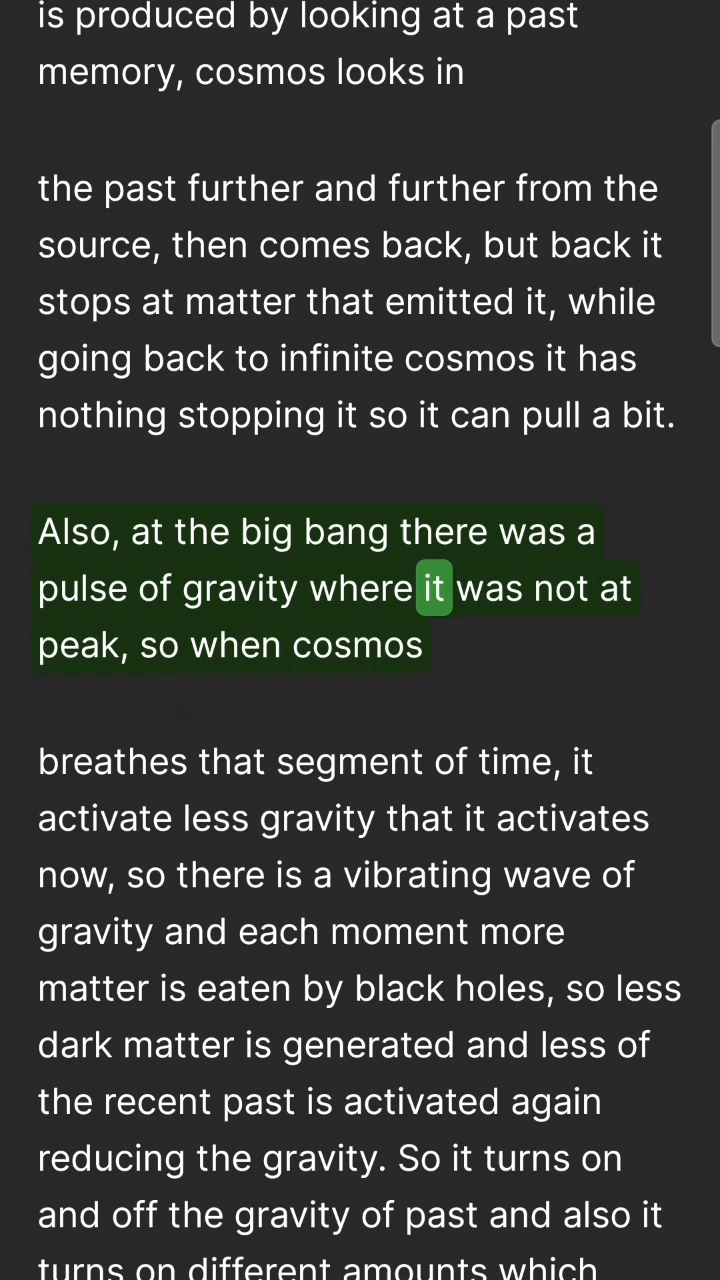 is produced by looking at a past
memory, cosmos looks in
the past further and further from the
source, then comes back, but back it
stops at matter that emitted it, while
going back to infinite cosmos it has
nothing stopping it so it can pull a bit.
Also, at the big bang there was a
pulse of gravity where it was not at
peak, so when cosmos
breathes that segment of time, it
activate less gravity that it activates
now, so there is a vibrating wave of
gravity and each moment more
matter is eaten by black holes, so less
dark matter is generated and less of
the recent past is activated again
reducing the gravity. So it turns on
and off the gravity of past and also it
turns on different amounts which